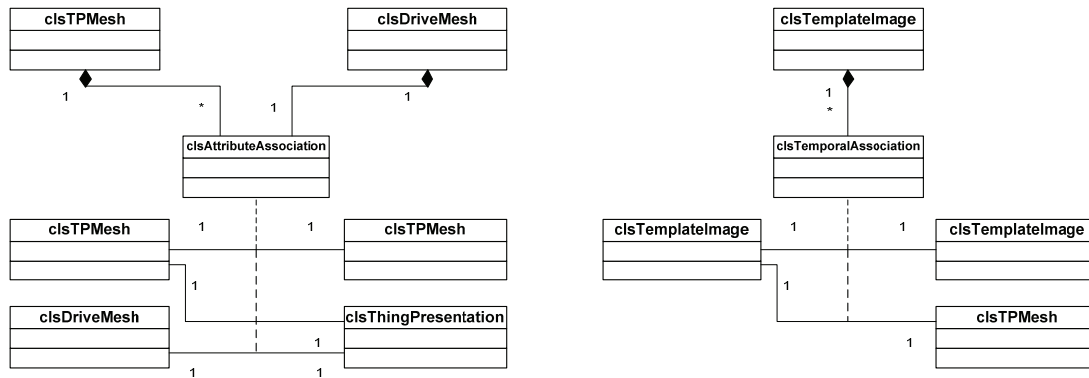 clsTPMesh
clsDriveMesh
clsTemplateImage
1
1
1
*
1
*
clsAttributeAssociation
clsTemporalAssociation
clsTPMesh
1
1
clsTPMesh
clsTemplateImage
1
1
clsTemplateImage
1
1
clsDriveMesh
clsThingPresentation
clsTPMesh
1
1
1
1